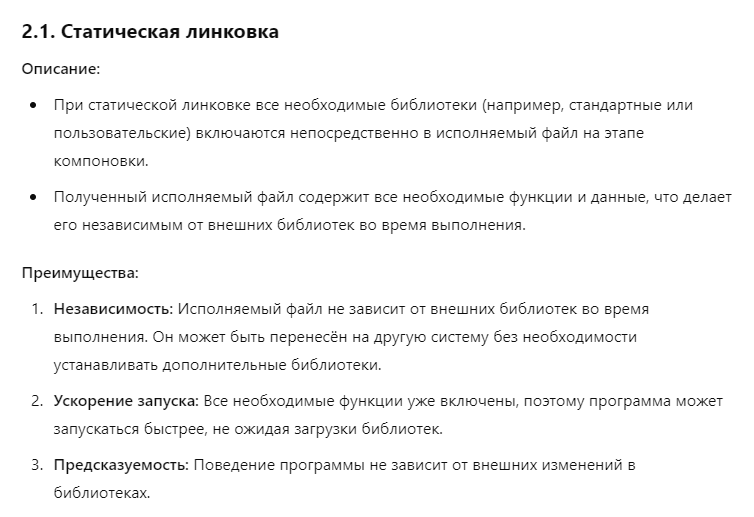 2.1. Статическая линковка
Описание:
• При статической линковке все необходимые библиотеки (например, стандартные или
пользовательские) включаются непосредственно в исполняемый файл на этапе
компоновки.
• Полученный исполняемый файл содержит все необходимые функции и данные, что делает
его независимым от внешних библиотек во время выполнения.
Преимущества:
1. Независимость: Исполняемый файл не зависит от внешних библиотек во время
выполнения. Он может быть перенесён на другую систему без необходимости
устанавливать дополнительные библиотеки.
2. Ускорение запуска: Все необходимые функции уже включены, поэтому программа может
запускаться быстрее, не ожидая загрузки библиотек.
3. Предсказуемость: Поведение программы не зависит от внешних изменений в
библиотеках.